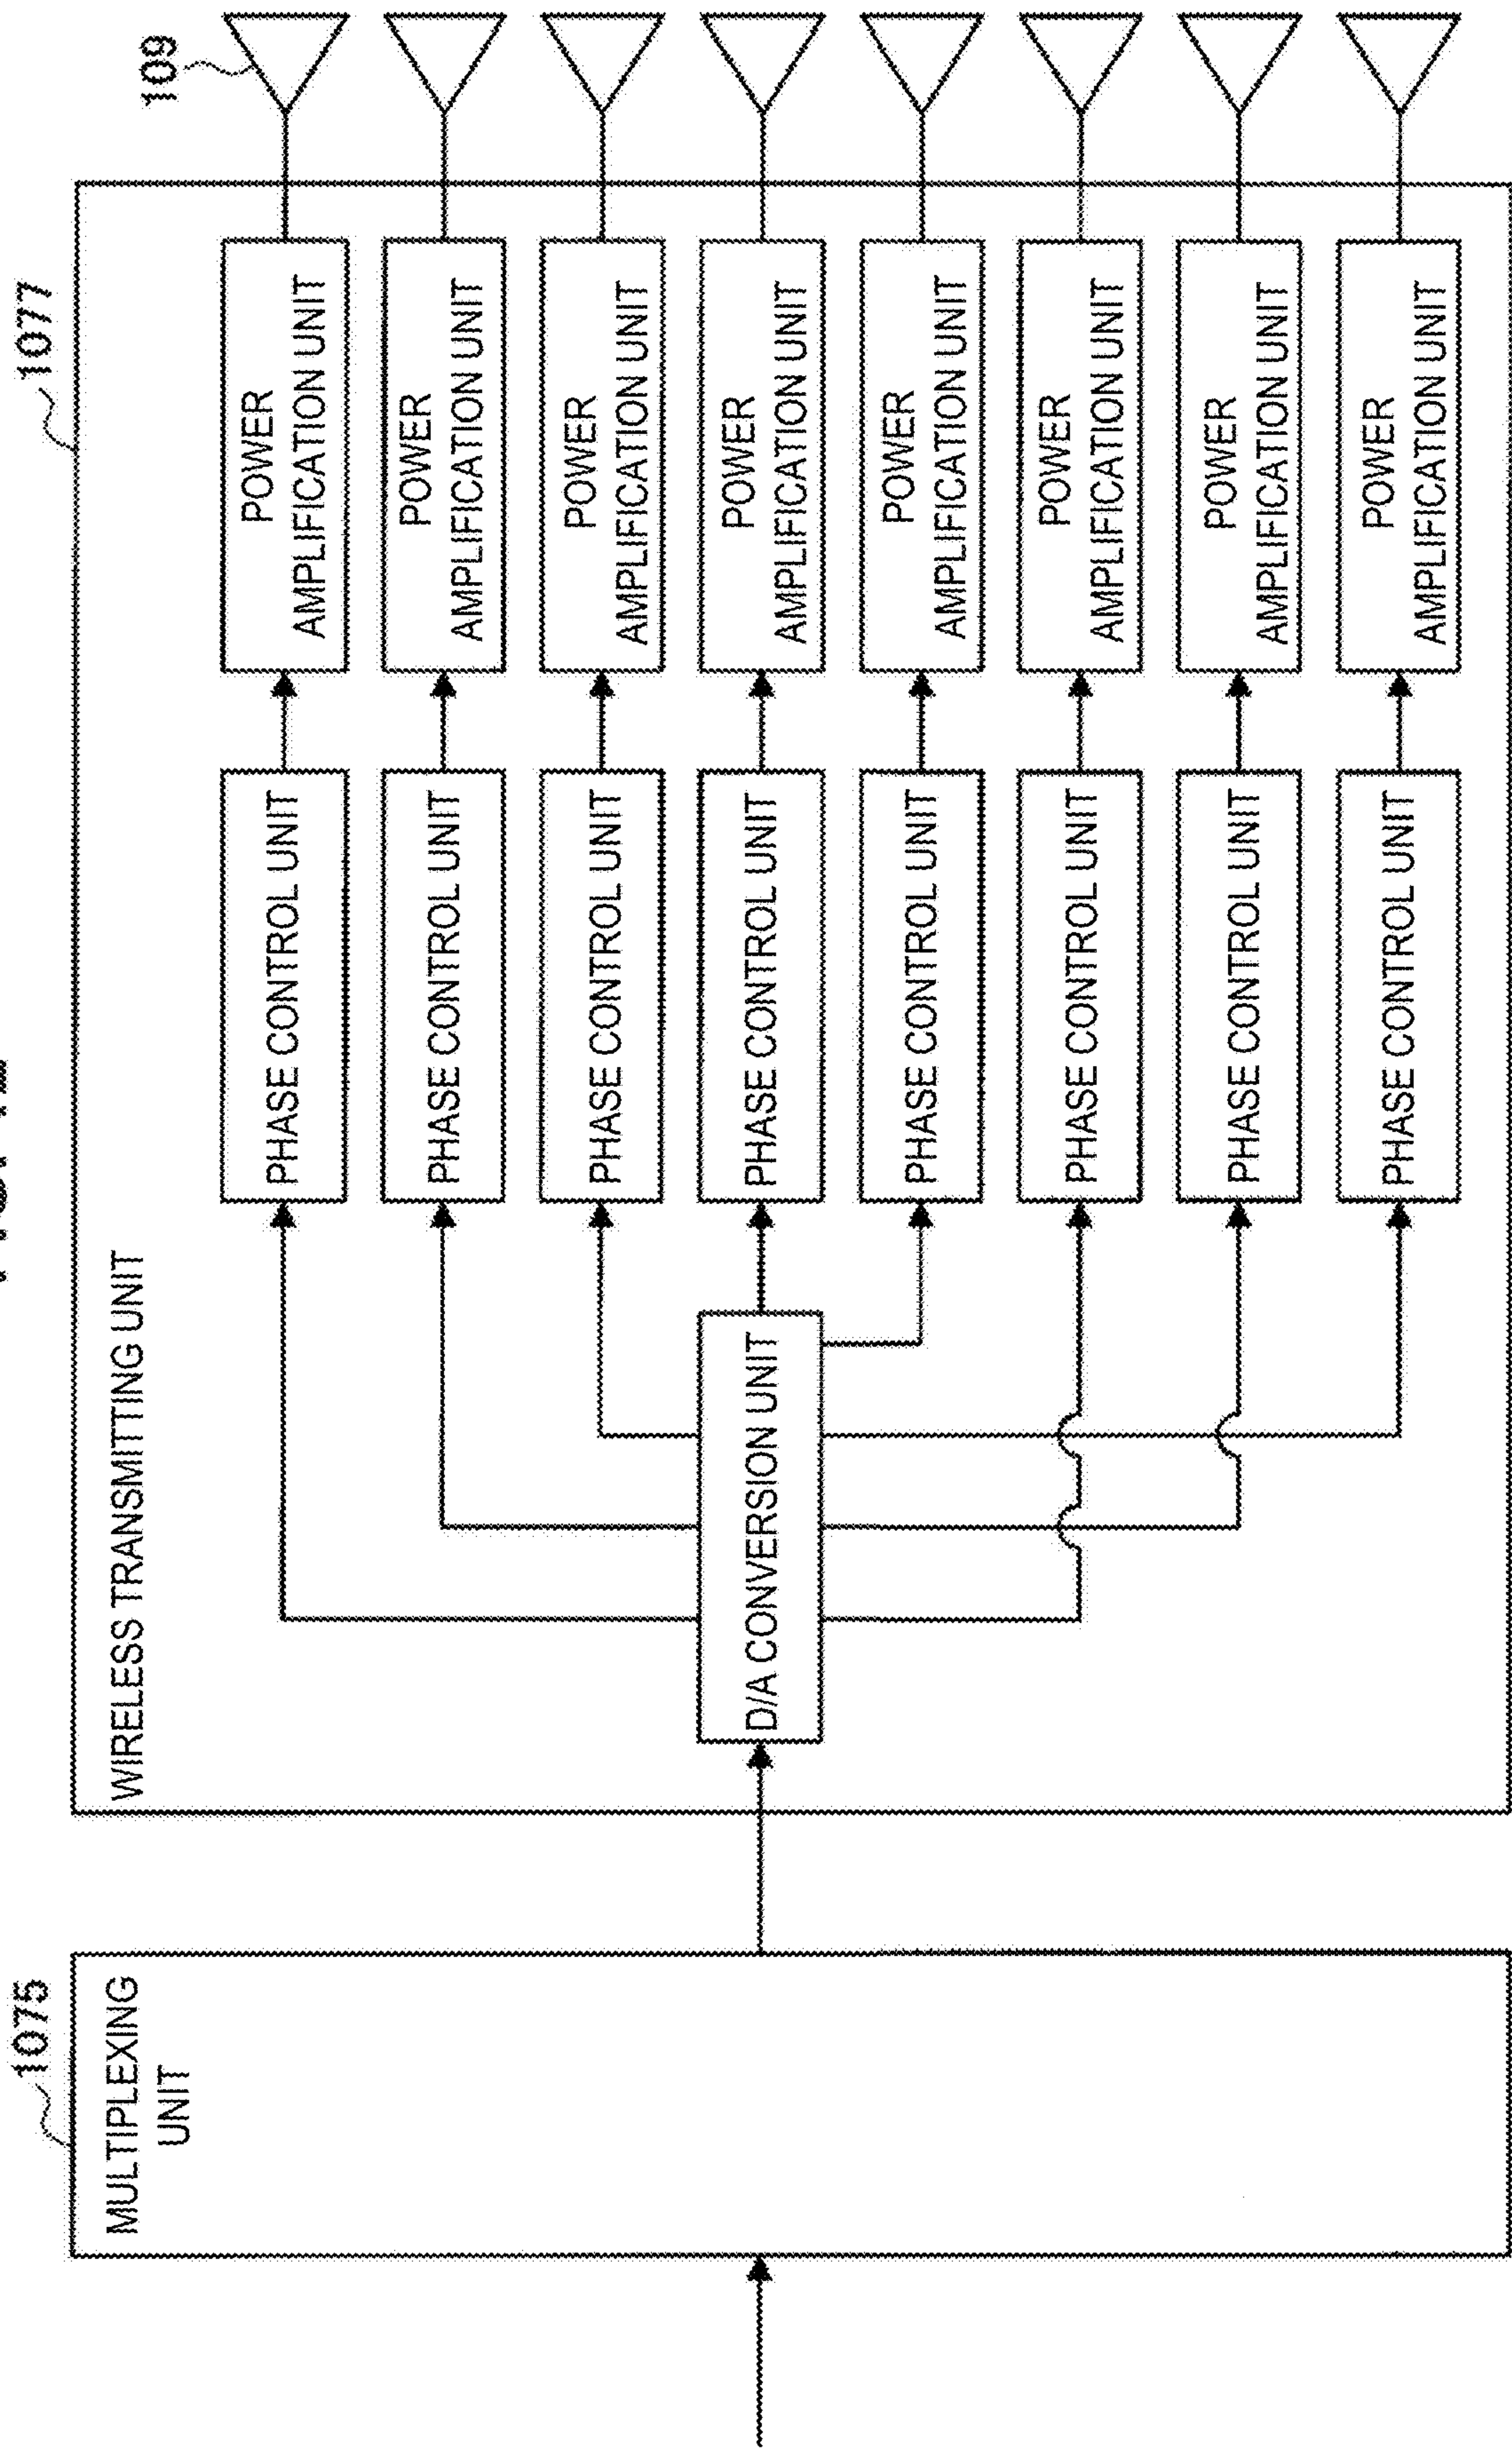 1075
MULTIPLEXING
UNIT
1077
WIRELESS TRANSMITTING UNIT
D/A CONVERSION UNIT
PHASE CONTROL UNIT
POWER
AMPLIFICATION UNIT
109
PHASE CONTROL UNIT
POWER
AMPLIFICATION UNIT
PHASE CONTROL UNIT
POWER
AMPLIFICATION UNIT
PHASE CONTROL UNIT
POWER
AMPLIFICATION UNIT
PHASE CONTROL UNIT
POWER
AMPLIFICATION UNIT
PHASE CONTROL UNIT
POWER
AMPLIFICATION UNIT
PHASE CONTROL UNIT
POWER
AMPLIFICATION UNIT
PHASE CONTROL UNIT
POWER
AMPLIFICATION UNIT